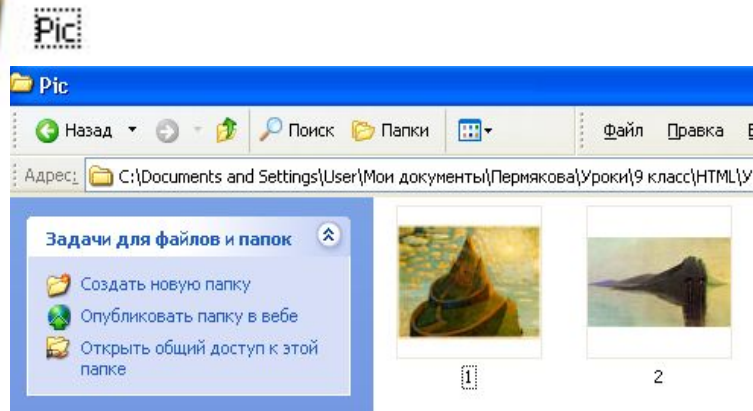 Pic
Pic
Назад Поиск Папки Файл Правка
Адрес: C:\Documents and Settings\User\Мои документы\Пермякова\Уроки\9 класс\HTML\У
Задачи для файлов и папок
Создать новую папку
Опубликовать папку в вебе
Открыть общий доступ к этой
папке
1 2